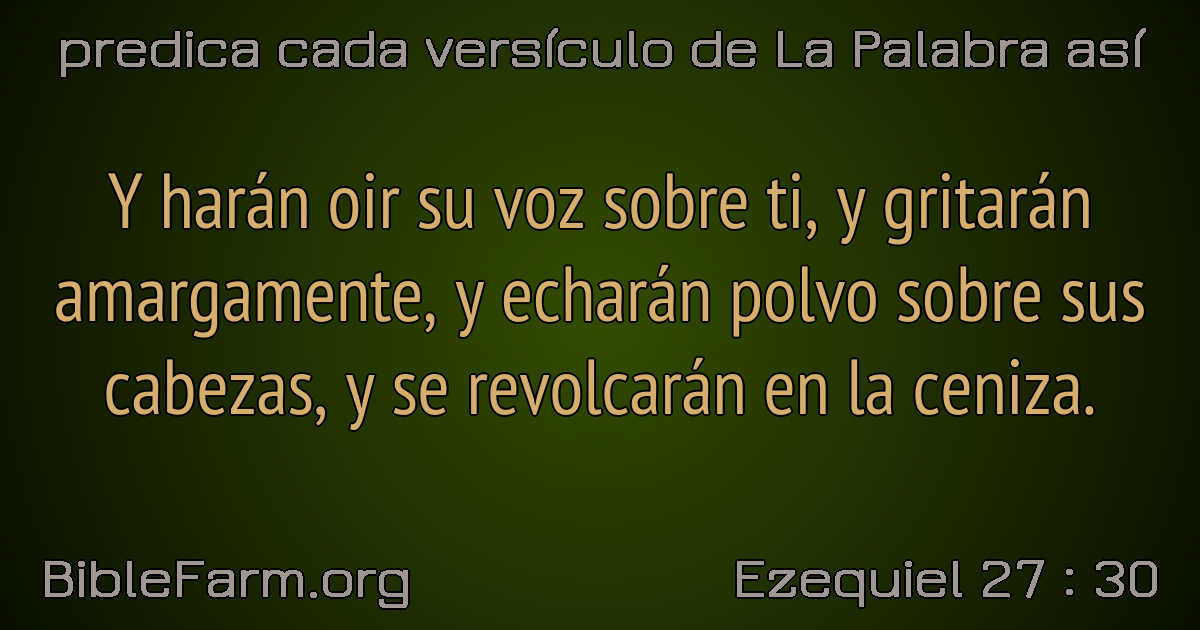 predica cada versículo de La Palabra así
Y harán oir su voz sobre ti, y gritarán
amargamente, y echarán polvo sobre sus
cabezas, y se revolcarán en la ceniza.
BibleFarm.org
Ezequiel 27 : 30